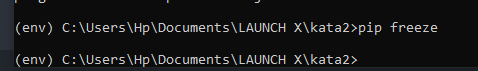 (env) C:\Users\Hp\Documents\LAUNCH X\kata2>pip freeze
(env) C:\Users\Hp\Documents\LAUNCH X\kata2>